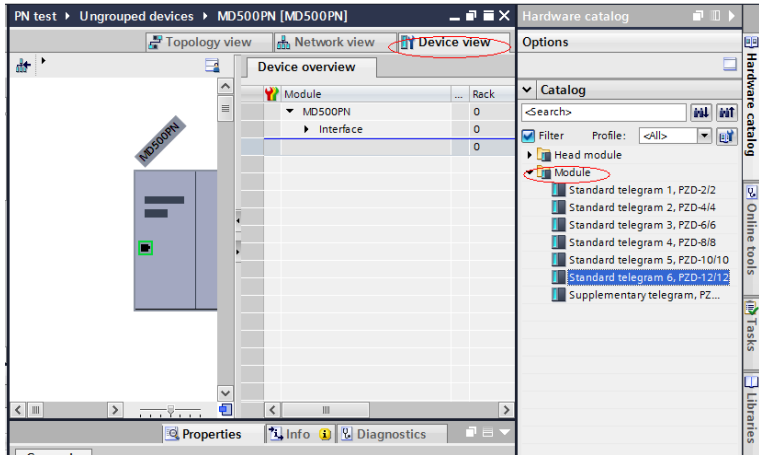 PN test ▸ Ungrouped devices ▸ MD500PN [MD500PN]
Hardware catalog
Topology view
Network view
Device view
Options
Device overview
Catalog
Module
...
Rack
<Search>
MD500PN
0
Filter
Profile:
<All>
Interface
0
Head module
0
Module
MD500PN
Standard telegram 1, PZD-2/2
Standard telegram 2, PZD-4/4
Standard telegram 3, PZD-6/6
Standard telegram 4, PZD-8/8
Standard telegram 5, PZD-10/10
Standard telegram 6, PZD-12/12
Supplementary telegram, PZ...
Properties
Info
Diagnostics
Hardware catalog
Online tools
Tasks
Libraries